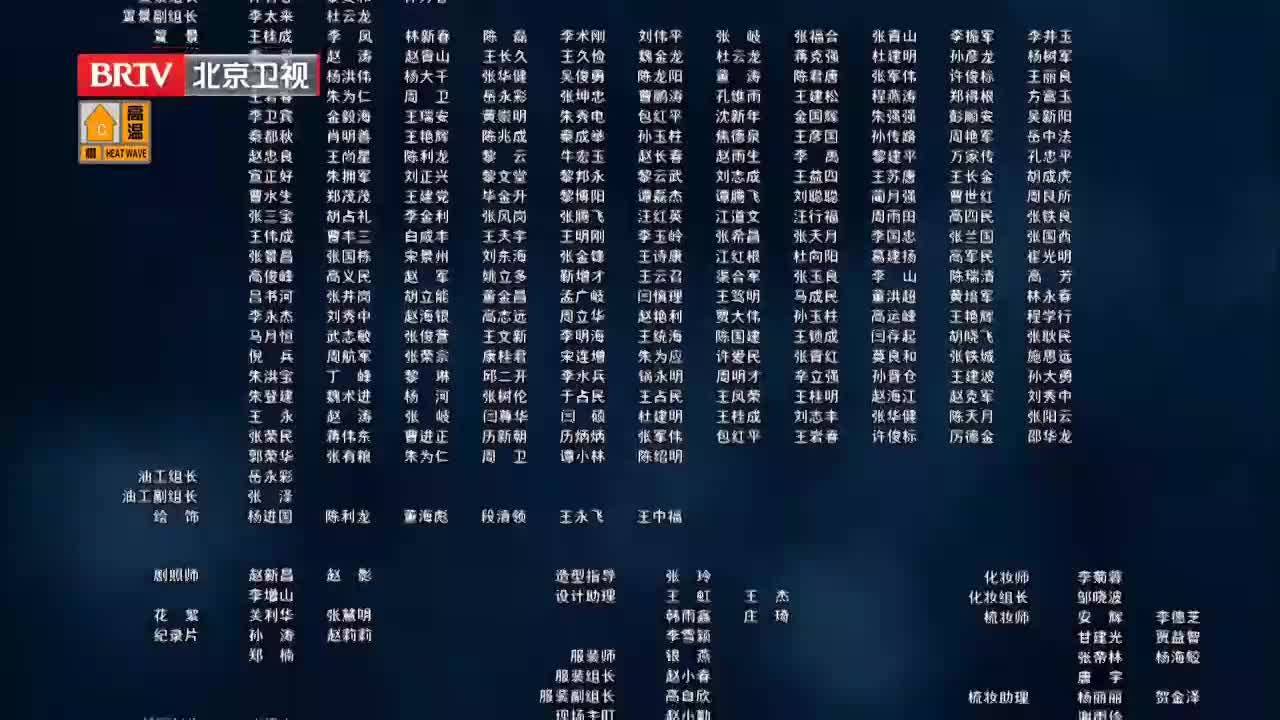 置景副组长 李太来 杜云龙
置 景 王桂成 李 凤 林新春 陈 磊 李术刚 刘伟平 张 岐 张福合 张青山 李振军 李井玉
赵 涛 赵青山 王长久 王久俭 魏金龙 杜云龙 蒋克强 杜建明 孙彦龙 杨树军
BRTV 北京卫视
杨洪伟 杨大千 张华健 吴俊勇 陈龙阳 董 涛 陈君唐 张军伟 许俊标 王丽良
王岩春 朱为仁 周 卫 岳永彩 张坤忠 曹鹏涛 孔维雨 王建松 程燕涛 郑得根 方富玉
高温
℃
HEAT WAVE
李卫宾 金毅海 王瑞安 黄崇明 朱秀电 包红平 沈新年 金国辉 朱强强 彭顺安 吴新阳
秦都秋 肖明善 王艳辉 陈兆成 秦成举 孙玉柱 焦德泉 王彦国 孙传路 周艳军 岳中法
赵忠良 王尚星 陈利龙 黎 云 牛宏玉 赵长春 赵雨生 李 禹 黎建平 万家传 孔忠平
宣正好 朱拥军 刘正兴 黎文堂 黎邦永 黎云武 刘志成 王益四 王苏唐 王长金 胡成虎
曹水生 郑茂茂 王建党 毕金升 黎博阳 谭磊杰 谭腾飞 刘聪聪 蔺月强 曹世红 周良所
张三宝 胡占礼 李金利 张风岗 张腾飞 汪红英 江道文 汪行福 周雨田 高四民 张铁良
王伟成 曹丰三 白咸丰 王天宇 王明刚 李玉岭 张希昌 张天月 李国忠 张兰国 张国西
张景昌 张国栋 宋景州 刘东海 张金锋 王诗康 江红根 杜向阳 葛建扬 高军民 崔光明
高俊峰 高义民 赵 军 姚立多 靳增才 王云召 渠合军 张玉良 李 山 陈瑞清 高 芳
吕书河 张井岗 胡立能 董金昌 孟广岐 闫慎理 王笃明 马成民 董洪超 黄培军 林永春
李永杰 刘秀中 赵海银 高志远 周立华 赵艳利 贾大伟 孙玉柱 高运峰 王艳辉 程学行
马月恒 武志敏 张俊萱 王文新 李明海 王统海 陈国建 王锁成 闫存起 胡晓飞 张耿民
倪 兵 周航军 张荣宗 康桂君 宋连增 朱为应 许爱民 张青红 莫良和 张铁城 施思远
朱洪宝 丁 峰 黎 琳 邱二开 李水兵 锅永明 周明才 辛立强 孙晋仓 王建波 孙大勇
朱登建 魏术进 杨 河 张树伦 于占民 王占民 王凤荣 王桂明 赵海江 赵克军 刘秀中
王 永 赵 涛 张 岐 闫尊华 闫 硕 杜建明 王桂成 刘志丰 张华健 陈天月 张阳云
张荣民 蒋伟东 曹进正 历新朝 历炳炳 张军伟 包红平 王岩春 许俊标 厉德金 邵华龙
郭荣华 张有粮 朱为仁 周 卫 谭小林 陈绍明
油工组长 岳永彩
油工副组长 张 泽
绘 饰 杨进国 陈利龙 董海彪 段清领 王永飞 王中福
剧照师 赵新昌 赵 影
李增山
花 絮 关利华 张慧明
纪录片 孙 涛 赵莉莉
郑 楠
造型指导 张 玲
设计助理 王 虹 王 杰
韩雨鑫 庄 琦
李雪颖
服装师 银 燕
服装组长 赵小春
服装副组长 高自欣
现场主盯 赵小勤
化妆师 李菊蓉
化妆组长 邹晓波
梳妆师 安 辉 李德芝
甘建光 贾益智
张帝林 杨海鲛
唐 宇
梳妆助理 杨丽丽 贺金泽
谢雨伶